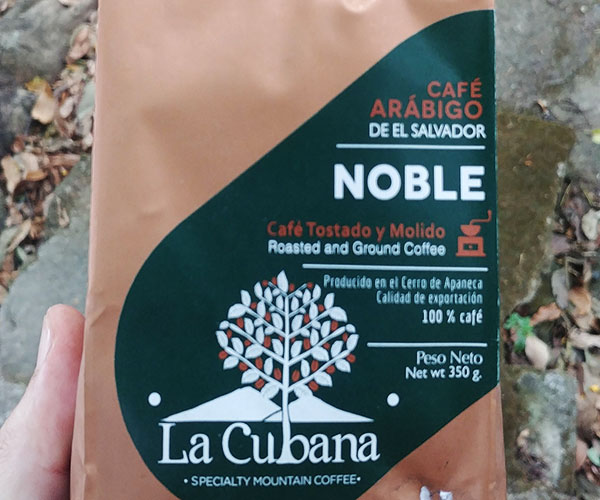 CAFÉ
ARÁBIGO
DE EL SALVADOR
NOBLE
Café Tostado y Molido
Roasted and Ground Coffee
Producido en el Cerro de Apaneca
Calidad de exportación
100 % café
Peso Neto
Net wt 350 g.
La Cubana
• SPECIALTY MOUNTAIN COFFEE •